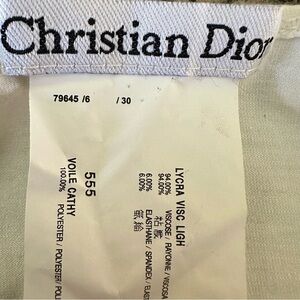 Christian Dior
79645 /6 / 30
LYCRA VISC LIGH
94.00% VISCOSE / RAYONNE / VISCOSA
94.00%
6.00% ELASTHANE / SPANDEX /
6.00%
555
VOILE CATHY
100.00% POLYESTER / POLYESTER /